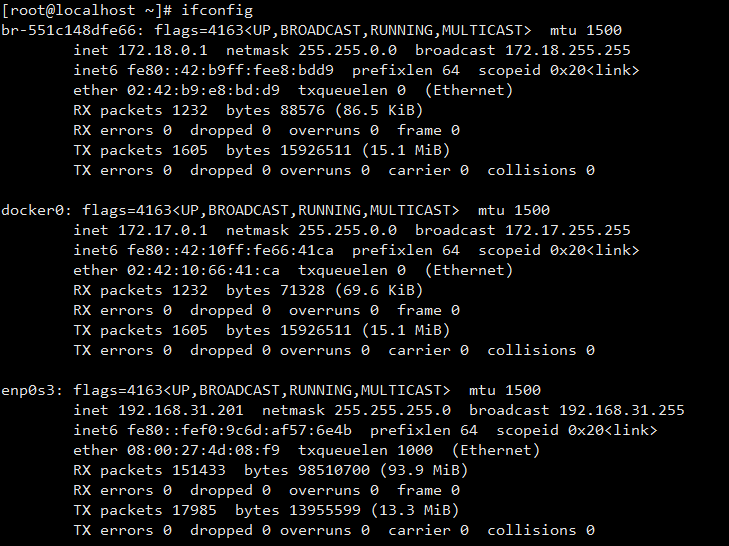 [root@localhost ~]# ifconfig
br-551c148dfe66: flags=4163<UP,BROADCAST,RUNNING,MULTICAST>  mtu 1500
        inet 172.18.0.1  netmask 255.255.0.0  broadcast 172.18.255.255
        inet6 fe80::42:b9ff:fee8:bdd9  prefixlen 64  scopeid 0x20<link>
        ether 02:42:b9:e8:bd:d9  txqueuelen 0  (Ethernet)
        RX packets 1232  bytes 88576 (86.5 KiB)
        RX errors 0  dropped 0  overruns 0  frame 0
        TX packets 1605  bytes 15926511 (15.1 MiB)
        TX errors 0  dropped 0 overruns 0  carrier 0  collisions 0

docker0: flags=4163<UP,BROADCAST,RUNNING,MULTICAST>  mtu 1500
        inet 172.17.0.1  netmask 255.255.0.0  broadcast 172.17.255.255
        inet6 fe80::42:10ff:fe66:41ca  prefixlen 64  scopeid 0x20<link>
        ether 02:42:10:66:41:ca  txqueuelen 0  (Ethernet)
        RX packets 1232  bytes 71328 (69.6 KiB)
        RX errors 0  dropped 0  overruns 0  frame 0
        TX packets 1605  bytes 15926511 (15.1 MiB)
        TX errors 0  dropped 0 overruns 0  carrier 0  collisions 0

enp0s3: flags=4163<UP,BROADCAST,RUNNING,MULTICAST>  mtu 1500
        inet 192.168.31.201  netmask 255.255.255.0  broadcast 192.168.31.255
        inet6 fe80::fef0:9c6d:af57:6e4b  prefixlen 64  scopeid 0x20<link>
        ether 08:00:27:4d:08:f9  txqueuelen 1000  (Ethernet)
        RX packets 151433  bytes 98510700 (93.9 MiB)
        RX errors 0  dropped 0  overruns 0  frame 0
        TX packets 17985  bytes 13955599 (13.3 MiB)
        TX errors 0  dropped 0 overruns 0  carrier 0  collisions 0